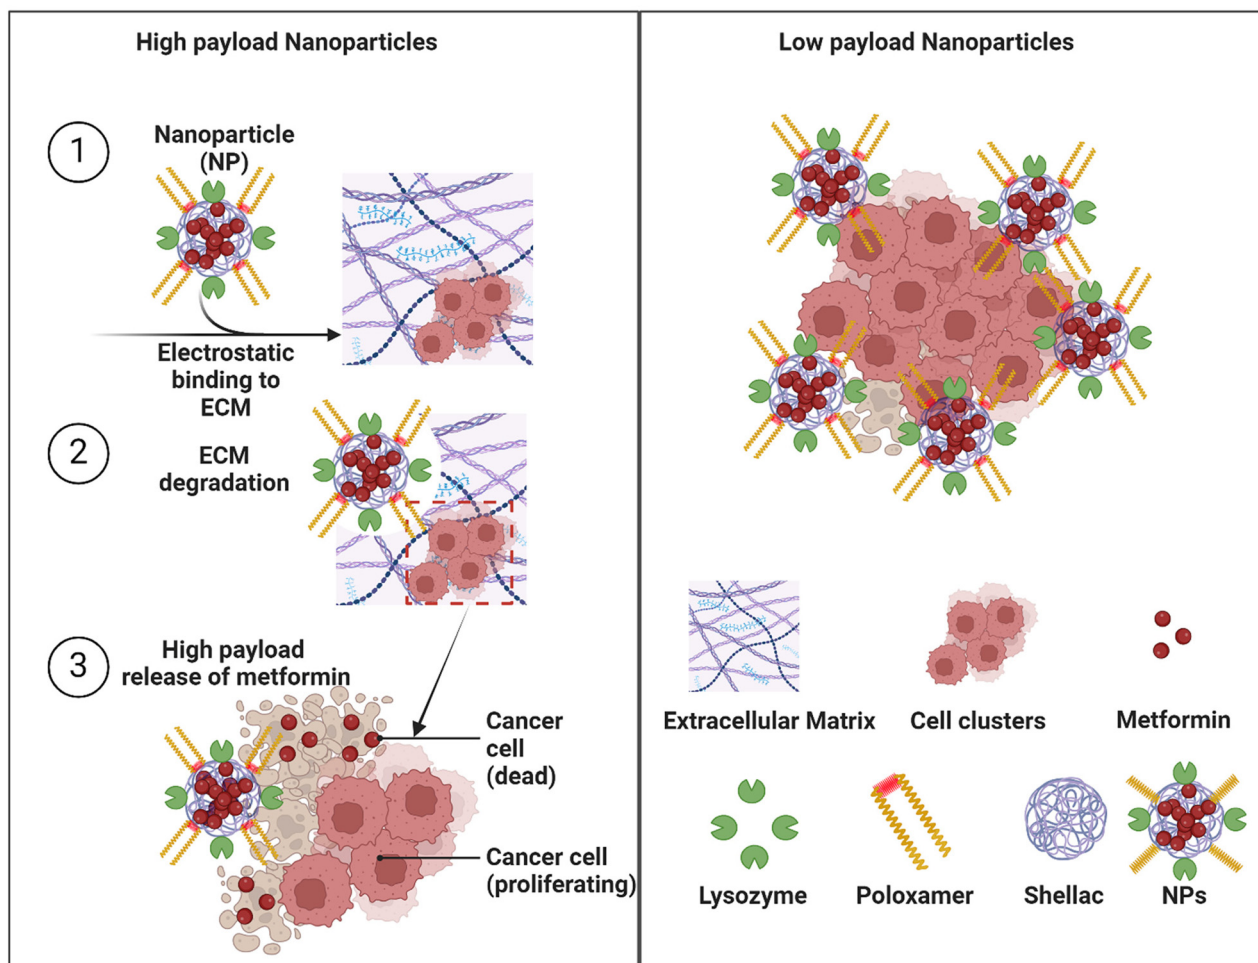 High payload Nanoparticles
1
Nanoparticle
(NP)
Electrostatic
binding to
ECM
2
ECM
degradation
3
High payload
release of metformin
Cancer
cell
(dead)
Cancer cell
(proliferating)
Low payload Nanoparticles
Extracellular Matrix
Cell clusters
Metformin
Lysozyme
Poloxamer
Shellac
NPs